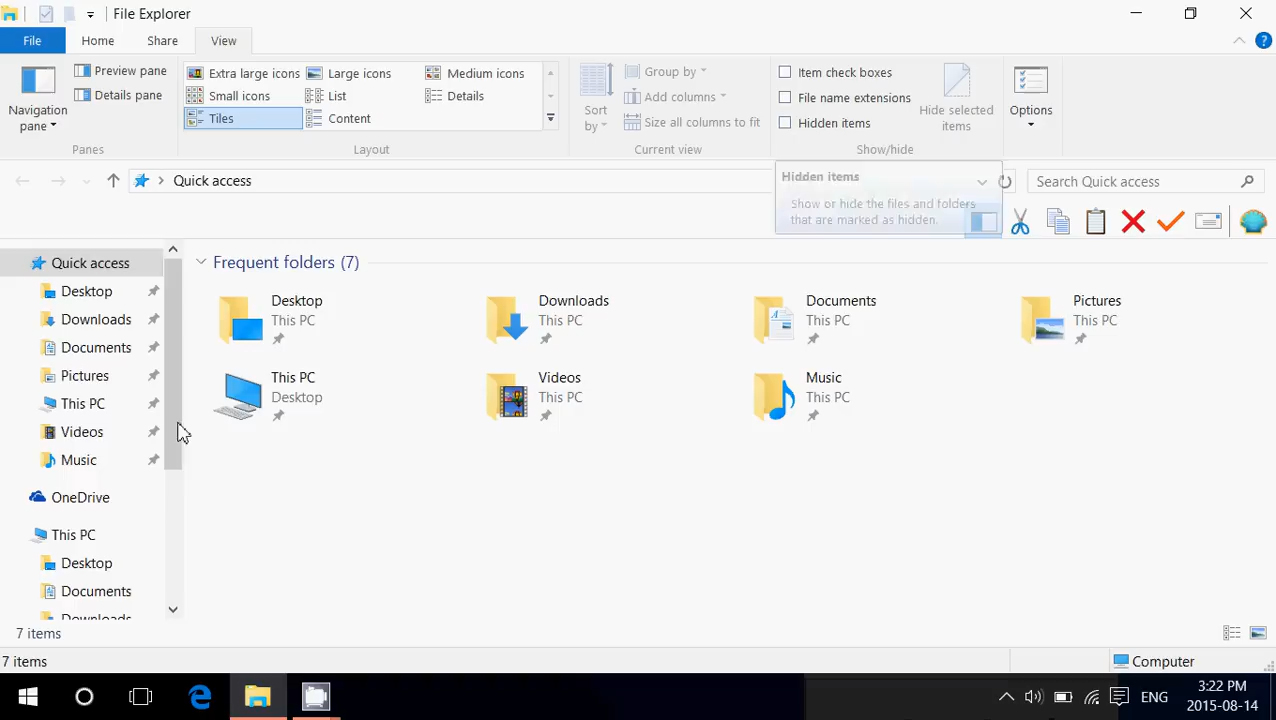 File Explorer
File Home Share View
Navigation pane
Preview pane
Details pane
Panes
Extra large icons Large icons Medium icons
Small icons List Details
Tiles Content
Layout
Sort by
Group by
Add columns
Size all columns to fit
Current view
Item check boxes
File name extensions
Hidden items
Hide selected items
Show/hide
Options
Quick access
Search Quick access
Hidden items
Show or hide the files and folders
that are marked as hidden.
Quick access
Desktop
Downloads
Documents
Pictures
This PC
Videos
Music
OneDrive
This PC
Desktop
Documents
Downloads
Frequent folders (7)
Desktop
This PC
Downloads
This PC
Documents
This PC
Pictures
This PC
This PC
Desktop
Videos
This PC
Music
This PC
7 items
7 items
Computer
ENG
3:22 PM
2015-08-14